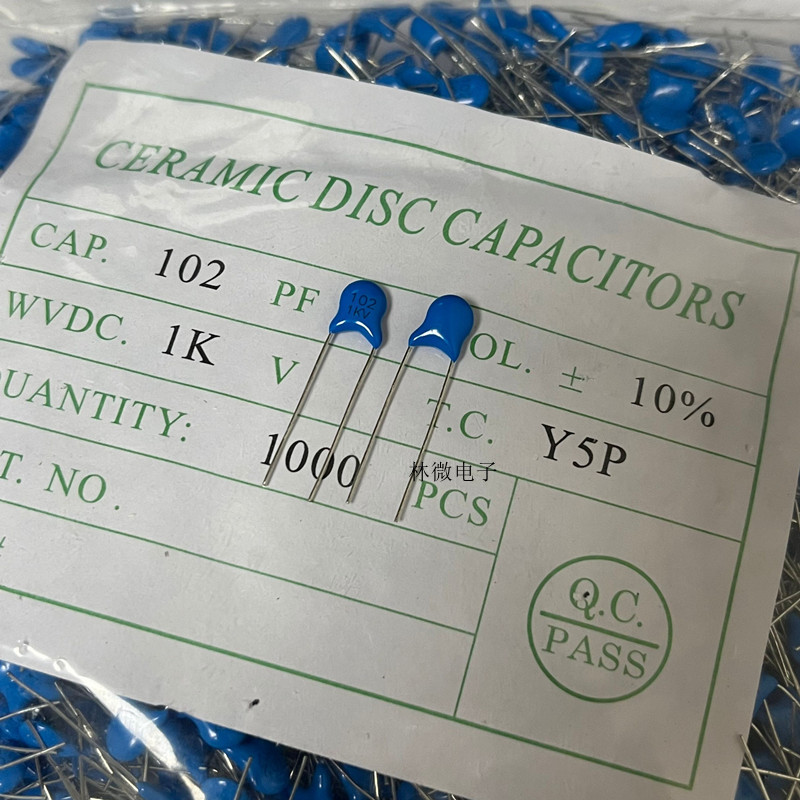 CERAMIC DISC CAPACITORS
CAP. 102 PF
102
1KV
OL. ± 10%
WVDC. 1K V
T.C. Y5P
QUANTITY: 1000 PCS
林微电子
T. NO.
Q.C.
PASS